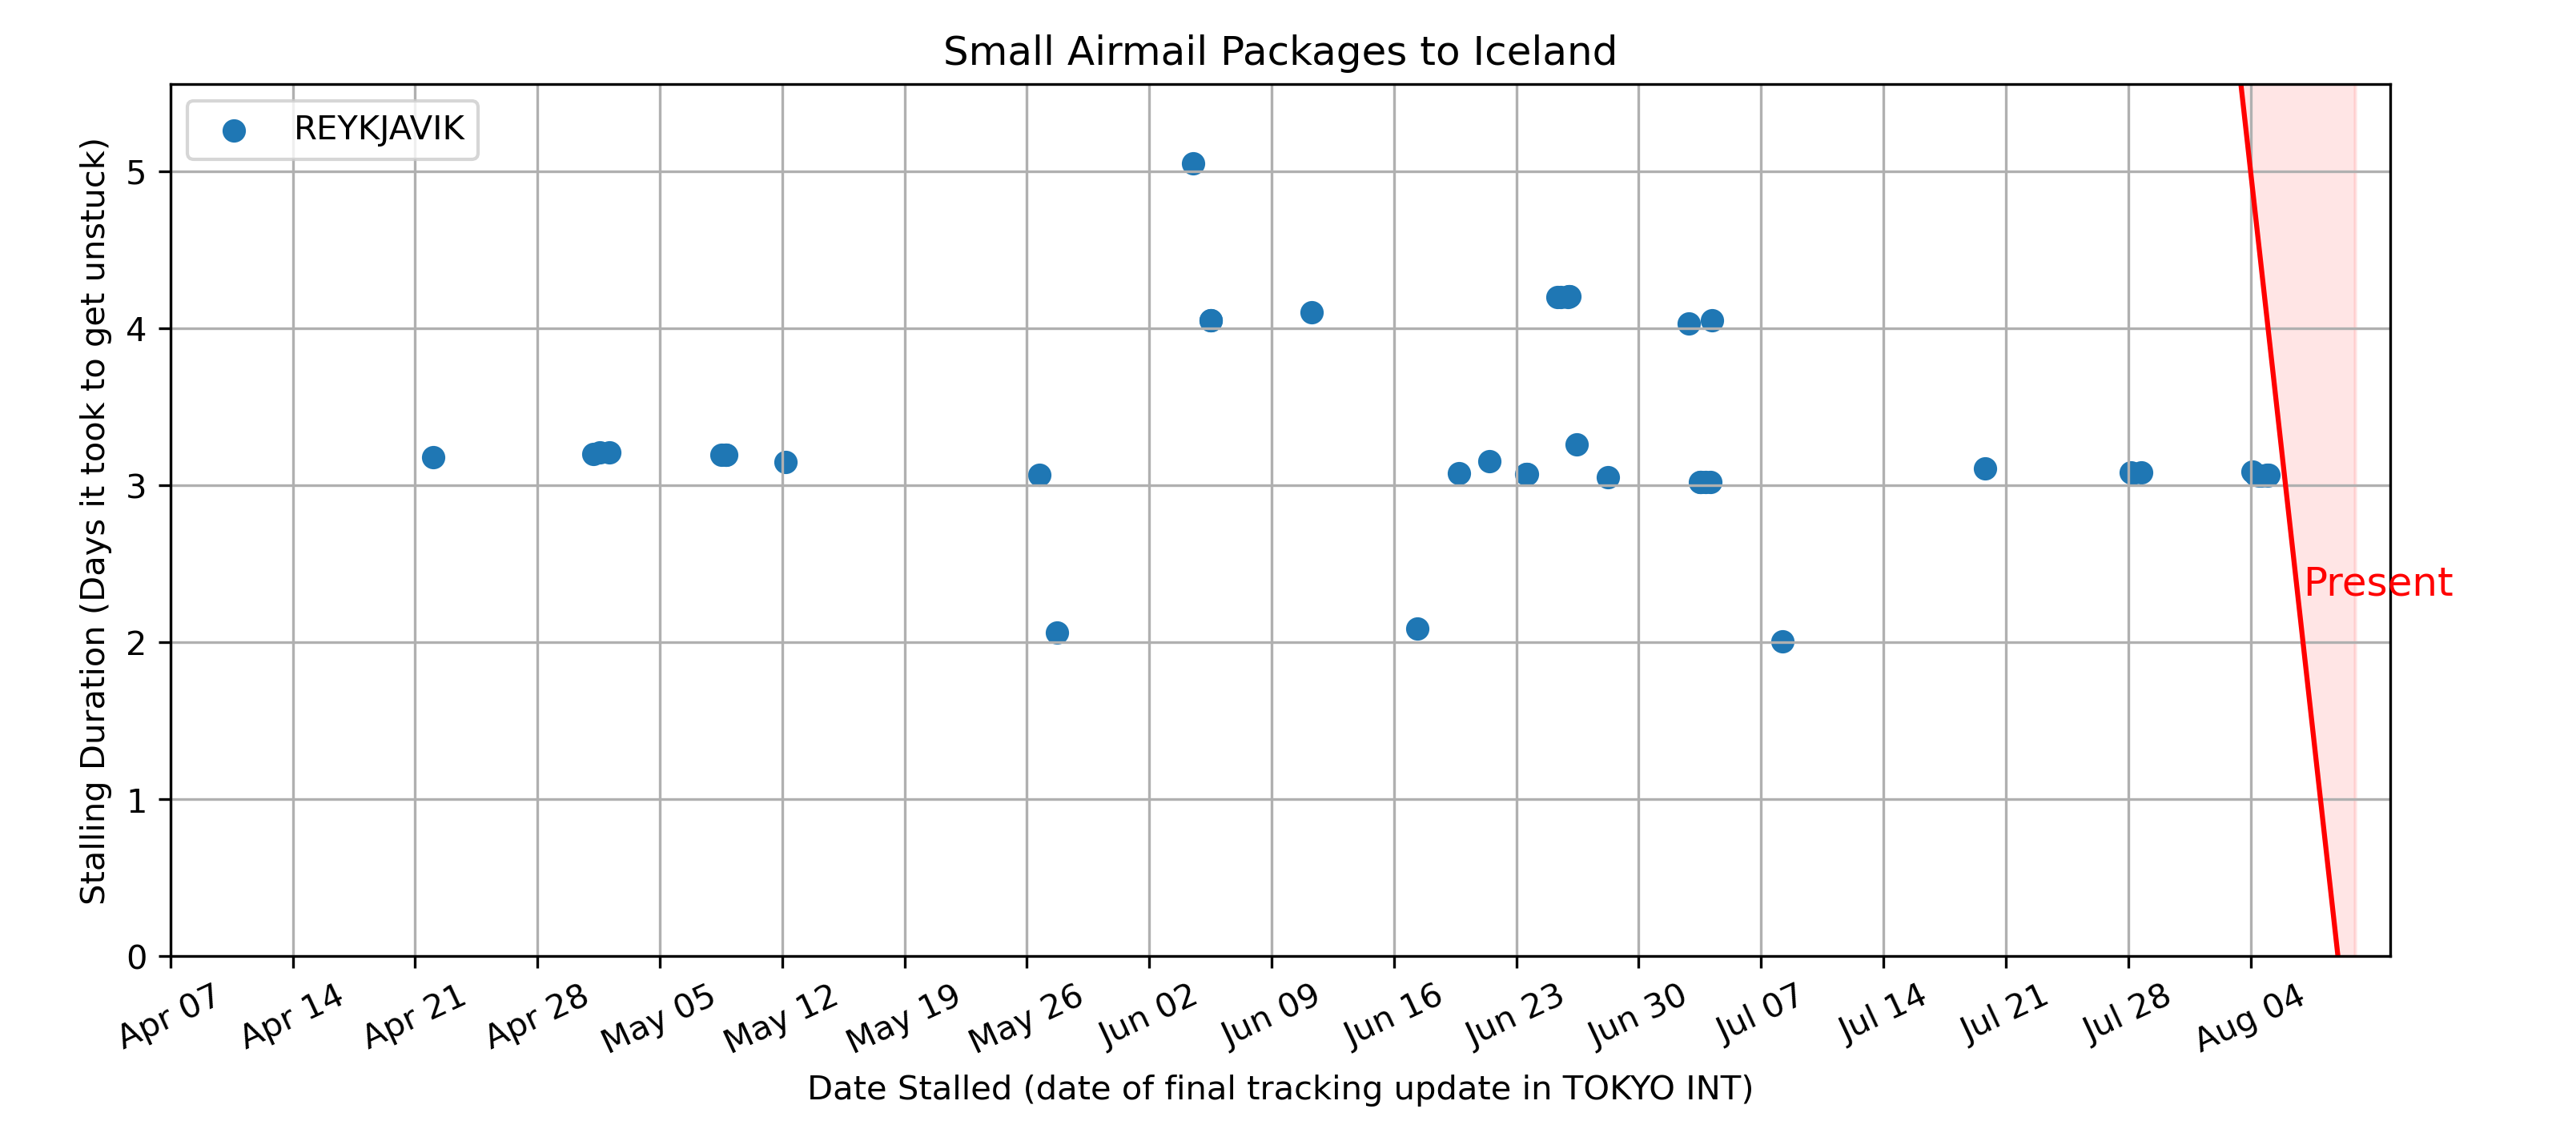 Small Airmail Packages to Iceland
REYKJAVIK
Stalling Duration (Days it took to get unstuck)
5
4
3
2
1
0
Present
Apr 07
Apr 14
Apr 21
Apr 28
May 05
May 12
May 19
May 26
Jun 02
Jun 09
Jun 16
Jun 23
Jun 30
Jul 07
Jul 14
Jul 21
Jul 28
Aug 04
Date Stalled (date of final tracking update in TOKYO INT)